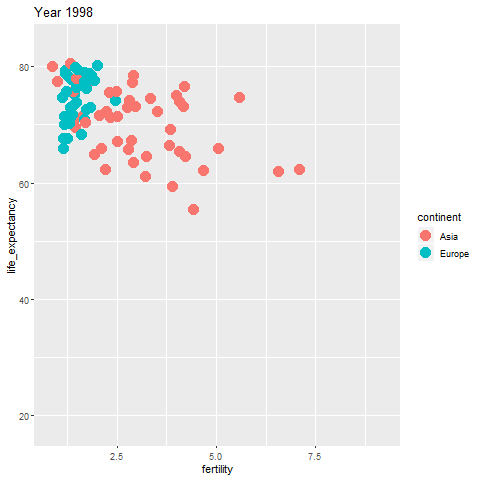 Year 1998
80
60
40
20
life_expectancy
2.5 5.0 7.5
fertility
continent
Asia
Europe